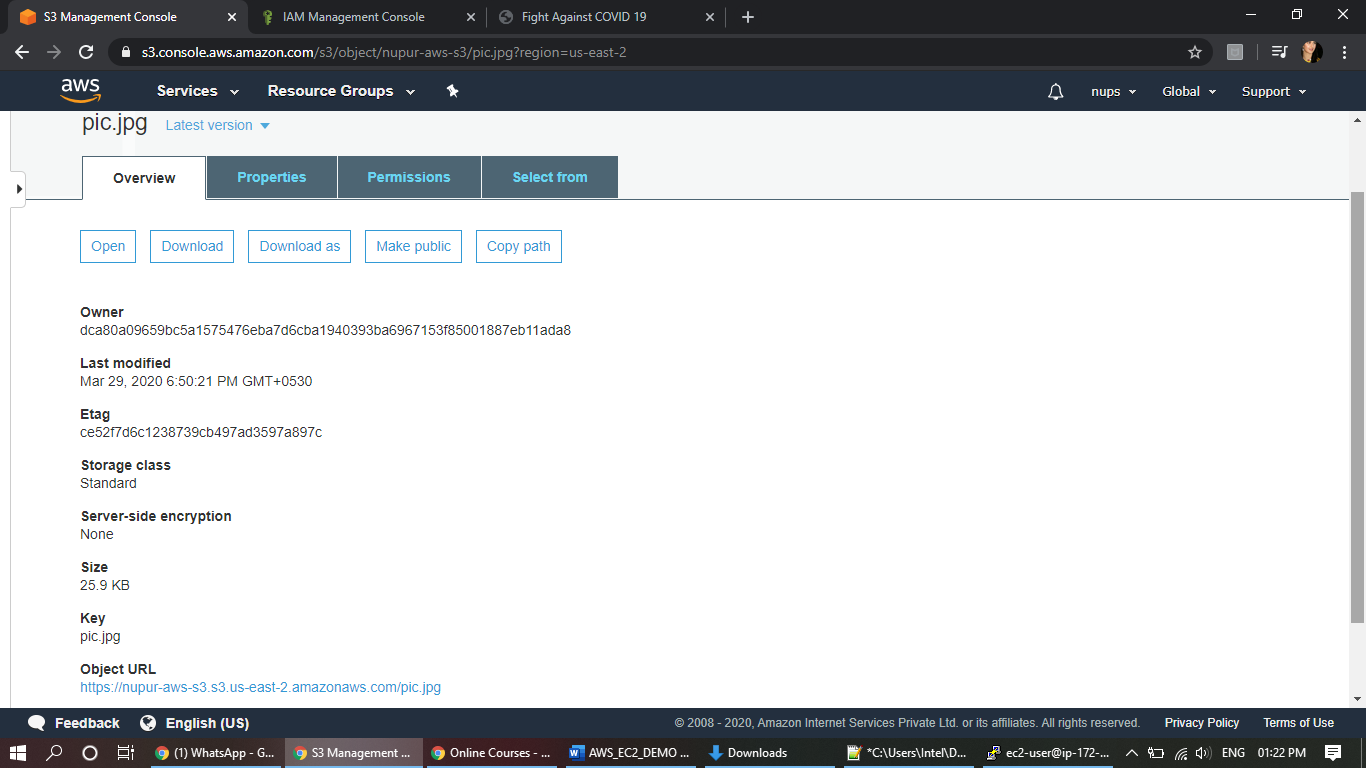 S3 Management Console
IAM Management Console
Fight Against COVID 19
s3.console.aws.amazon.com/s3/object/nupur-aws-s3/pic.jpg?region=us-east-2
aws
Services
Resource Groups
nups
Global
Support
pic.jpg
Latest version
Overview
Properties
Permissions
Select from
Open
Download
Download as
Make public
Copy path
Owner
dca80a09659bc5a1575476eba7d6cba1940393ba6967153f85001887eb11ada8
Last modified
Mar 29, 2020 6:50:21 PM GMT+0530
Etag
ce52f7d6c1238739cb497ad3597a897c
Storage class
Standard
Server-side encryption
None
Size
25.9 KB
Key
pic.jpg
Object URL
https://nupur-aws-s3.s3.us-east-2.amazonaws.com/pic.jpg
Feedback
English (US)
© 2008 - 2020, Amazon Internet Services Private Ltd. or its affiliates. All rights reserved.
Privacy Policy
Terms of Use
(1) WhatsApp - G...
S3 Management ...
Online Courses - ...
AWS_EC2_DEMO ...
Downloads
*C:\Users\Intel\D...
ec2-user@ip-172-...
ENG
01:22 PM